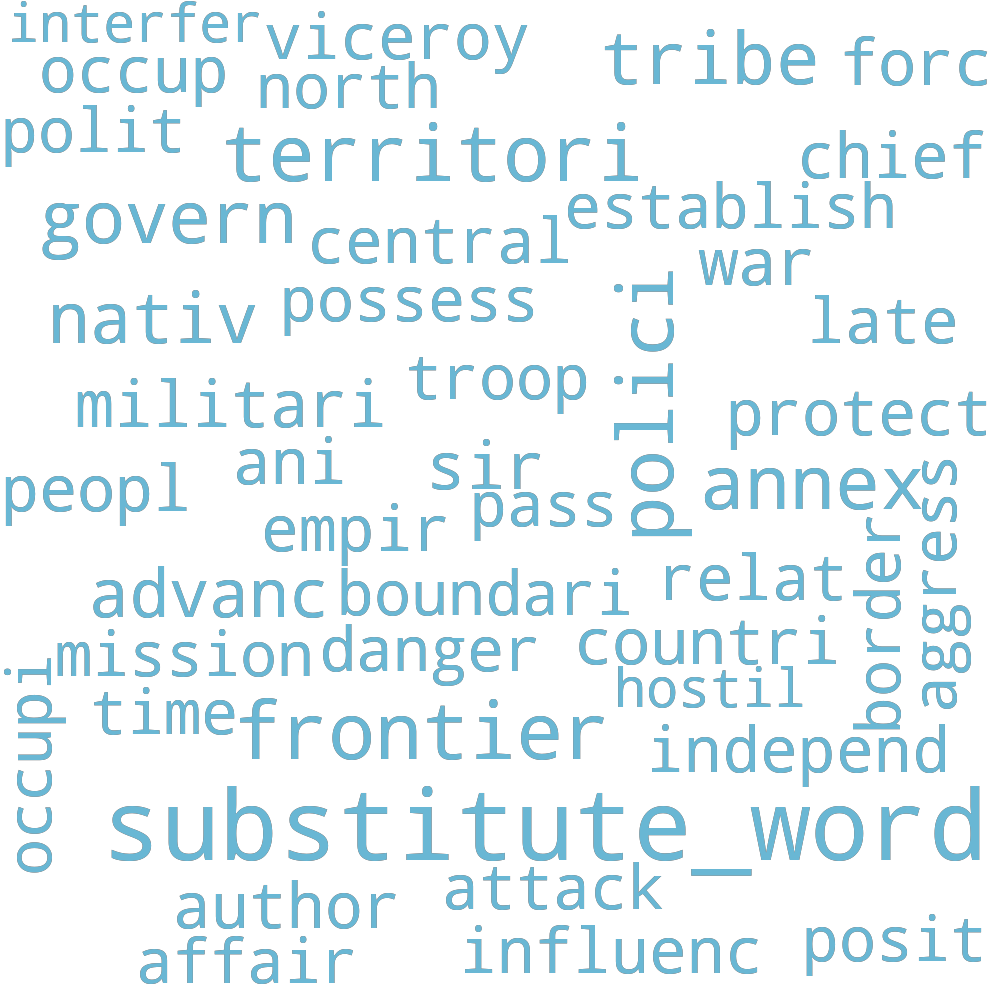 interfer
viceroy
tribe
forc
occup
north
polit
territori
chief
establish
govern
central
war
possess
nativ
late
polici
troop
militari
protect
ani
sir
annex
peopl
pass
empir
aggress
border
advanc
boundari
relat
mission
danger
countri
hostil
occupi
time
frontier
independ
substitute_word
attack
author
affair
influenc
posit